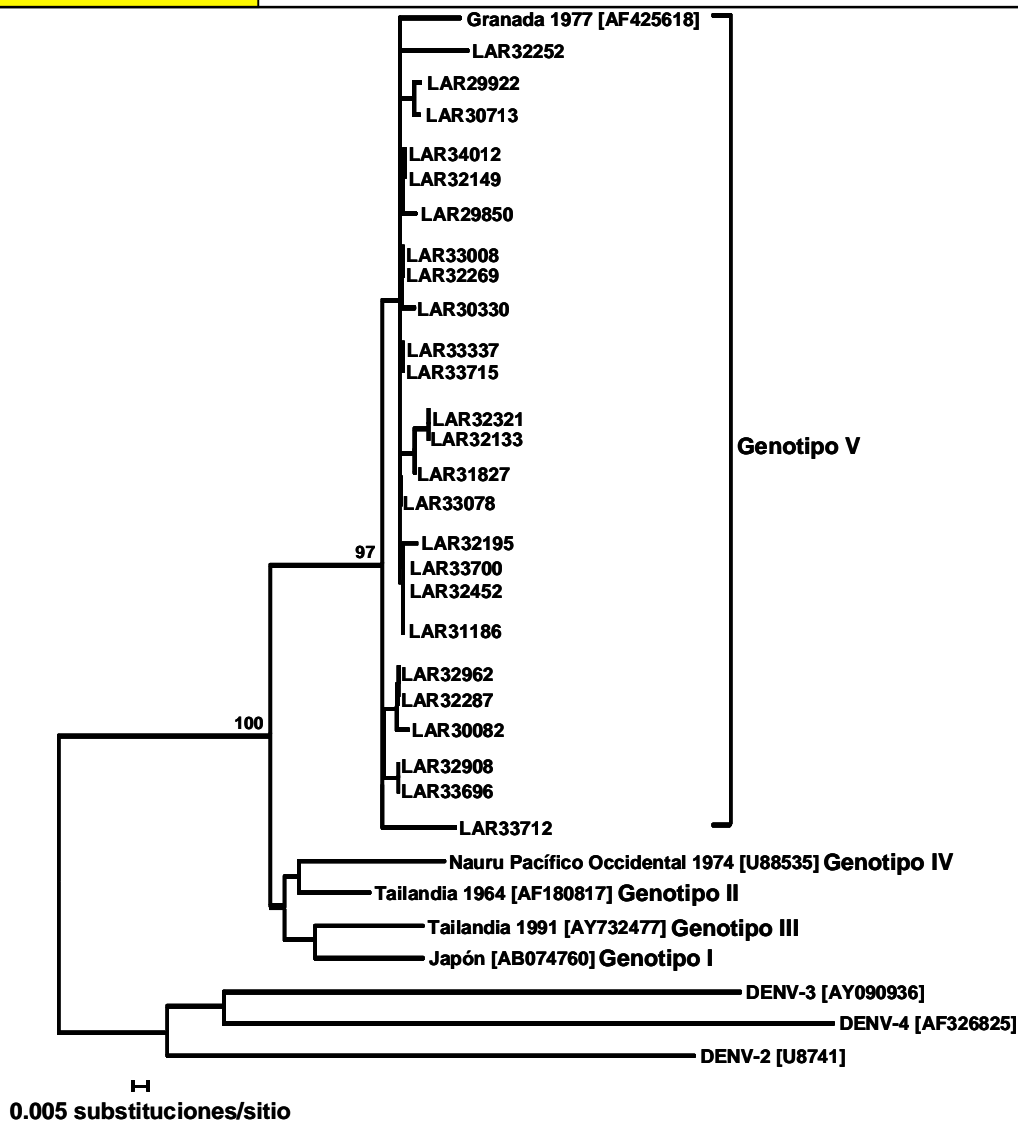 Granada 1977 [AF425618]
LAR32252
LAR29922
LAR30713
LAR34012
LAR32149
LAR29850
LAR33008
LAR32269
LAR30330
LAR33337
LAR33715
LAR32321
LAR32133
Genotipo V
LAR31827
LAR33078
LAR32195
97
LAR33700
LAR32452
LAR31186
LAR32962
LAR32287
100
LAR30082
LAR32908
LAR33696
LAR33712
Nauru Pacífico Occidental 1974 [U88535] Genotipo IV
Tailandia 1964 [AF180817] Genotipo II
Tailandia 1991 [AY732477] Genotipo III
Japón [AB074760] Genotipo I
DENV-3 [AY090936]
DENV-4 [AF326825]
DENV-2 [U8741]
0.005 substituciones/sitio